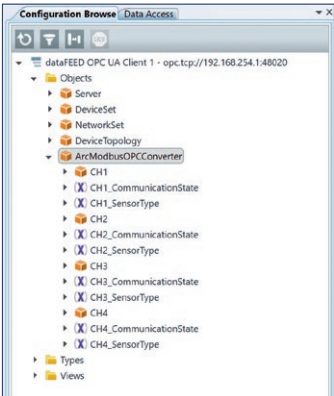 Configuration Browse Data Access
dataFEED OPC UA Client 1 - opc.tcp://192.168.254.1:48020
Objects
Server
DeviceSet
NetworkSet
DeviceTopology
ArcModbusOPCConverter
CH1
CH1_CommunicationState
CH1_SensorType
CH2
CH2_CommunicationState
CH2_SensorType
CH3
CH3_CommunicationState
CH3_SensorType
CH4
CH4_CommunicationState
CH4_SensorType
Types
Views